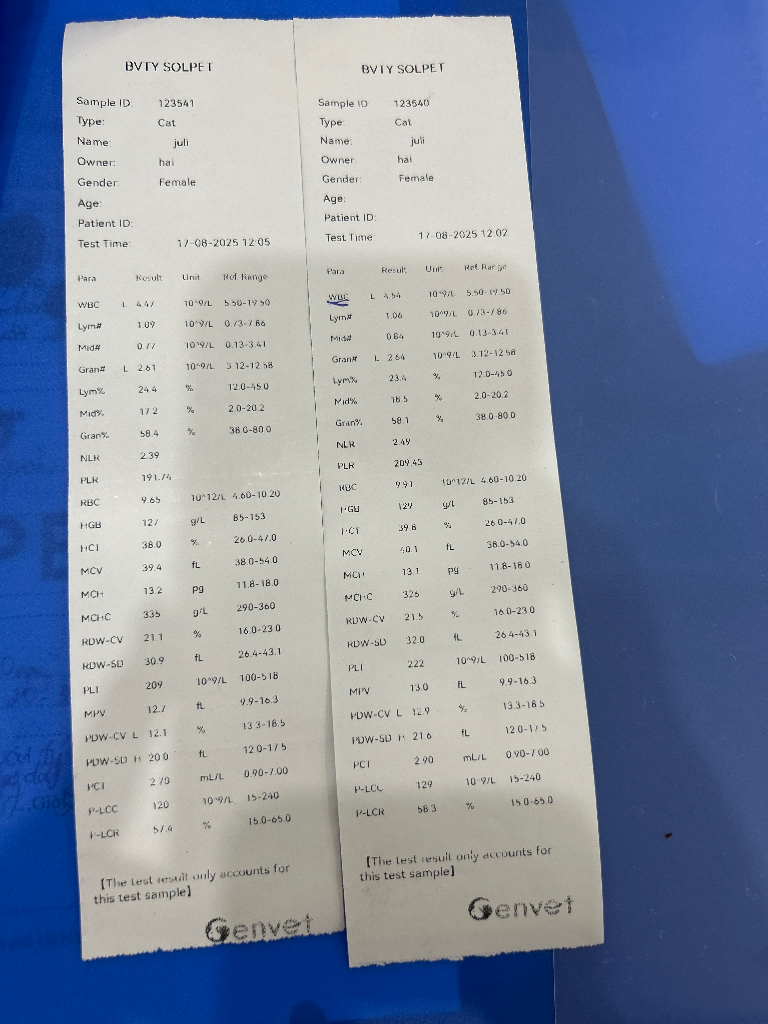 BVTY SOLPET
Sample ID: 123541
Type: Cat
Name: juli
Owner: hai
Gender: Female
Age:
Patient ID:
Test Time: 17-08-2025 12:05
Para Result Unit Ref. Range
WBC L 4.47 10^9/L 5.50-19.50
Lym# 1.09 10^9/L 0.73-7.86
Mid# 0.77 10^9/L 0.13-3.41
Gran# L 2.61 10^9/L 3.12-12.58
Lym% 24.4 % 12.0-45.0
Mid% 17.2 % 2.0-20.2
Gran% 58.4 % 38.0-80.0
NLR 2.39
PLR 191.74
RBC 9.65 10^12/L 4.60-10.20
HGB 127 g/L 85-153
HCT 38.0 % 26.0-47.0
MCV 39.4 fL 38.0-54.0
MCH 13.2 pg 11.8-18.0
MCHC 335 g/L 290-360
RDW-CV 21.1 % 16.0-23.0
RDW-SD 30.9 fL 26.4-43.1
PLT 209 10^9/L 100-518
MPV 12.7 fL 9.9-16.3
PDW-CV L 12.1 % 13.3-18.5
PDW-SD H 20.0 fL 12.0-17.5
PCT 2.70 mL/L 0.90-7.00
P-LCC 120 10^9/L 15-240
P-LCR 57.4 % 15.0-65.0
【The test result only accounts for
this test sample】
Genvet
BVTY SOLPET
Sample ID: 123540
Type: Cat
Name: juli
Owner: hai
Gender: Female
Age:
Patient ID:
Test Time: 17-08-2025 12:02
Para Result Unit Ref. Range
WBC L 4.54 10^9/L 5.50-19.50
Lym# 1.06 10^9/L 0.73-7.86
Mid# 0.84 10^9/L 0.13-3.41
Gran# L 2.64 10^9/L 3.12-12.58
Lym% 23.4 % 12.0-45.0
Mid% 18.5 % 2.0-20.2
Gran% 58.1 % 38.0-80.0
NLR 2.49
PLR 209.43
RBC 9.91 10^12/L 4.60-10.20
HGB 129 g/L 85-153
HCT 39.8 % 26.0-47.0
MCV 40.1 fL 38.0-54.0
MCH 13.1 pg 11.8-18.0
MCHC 326 g/L 290-360
RDW-CV 21.5 % 16.0-23.0
RDW-SD 32.0 fL 26.4-43.1
PLT 222 10^9/L 100-518
MPV 13.0 fL 9.9-16.3
PDW-CV L 12.9 % 13.3-18.5
PDW-SD H 21.6 fL 12.0-17.5
PCT 2.90 mL/L 0.90-7.00
P-LCC 129 10^9/L 15-240
P-LCR 58.3 % 15.0-65.0
【The test result only accounts for
this test sample】
Genvet